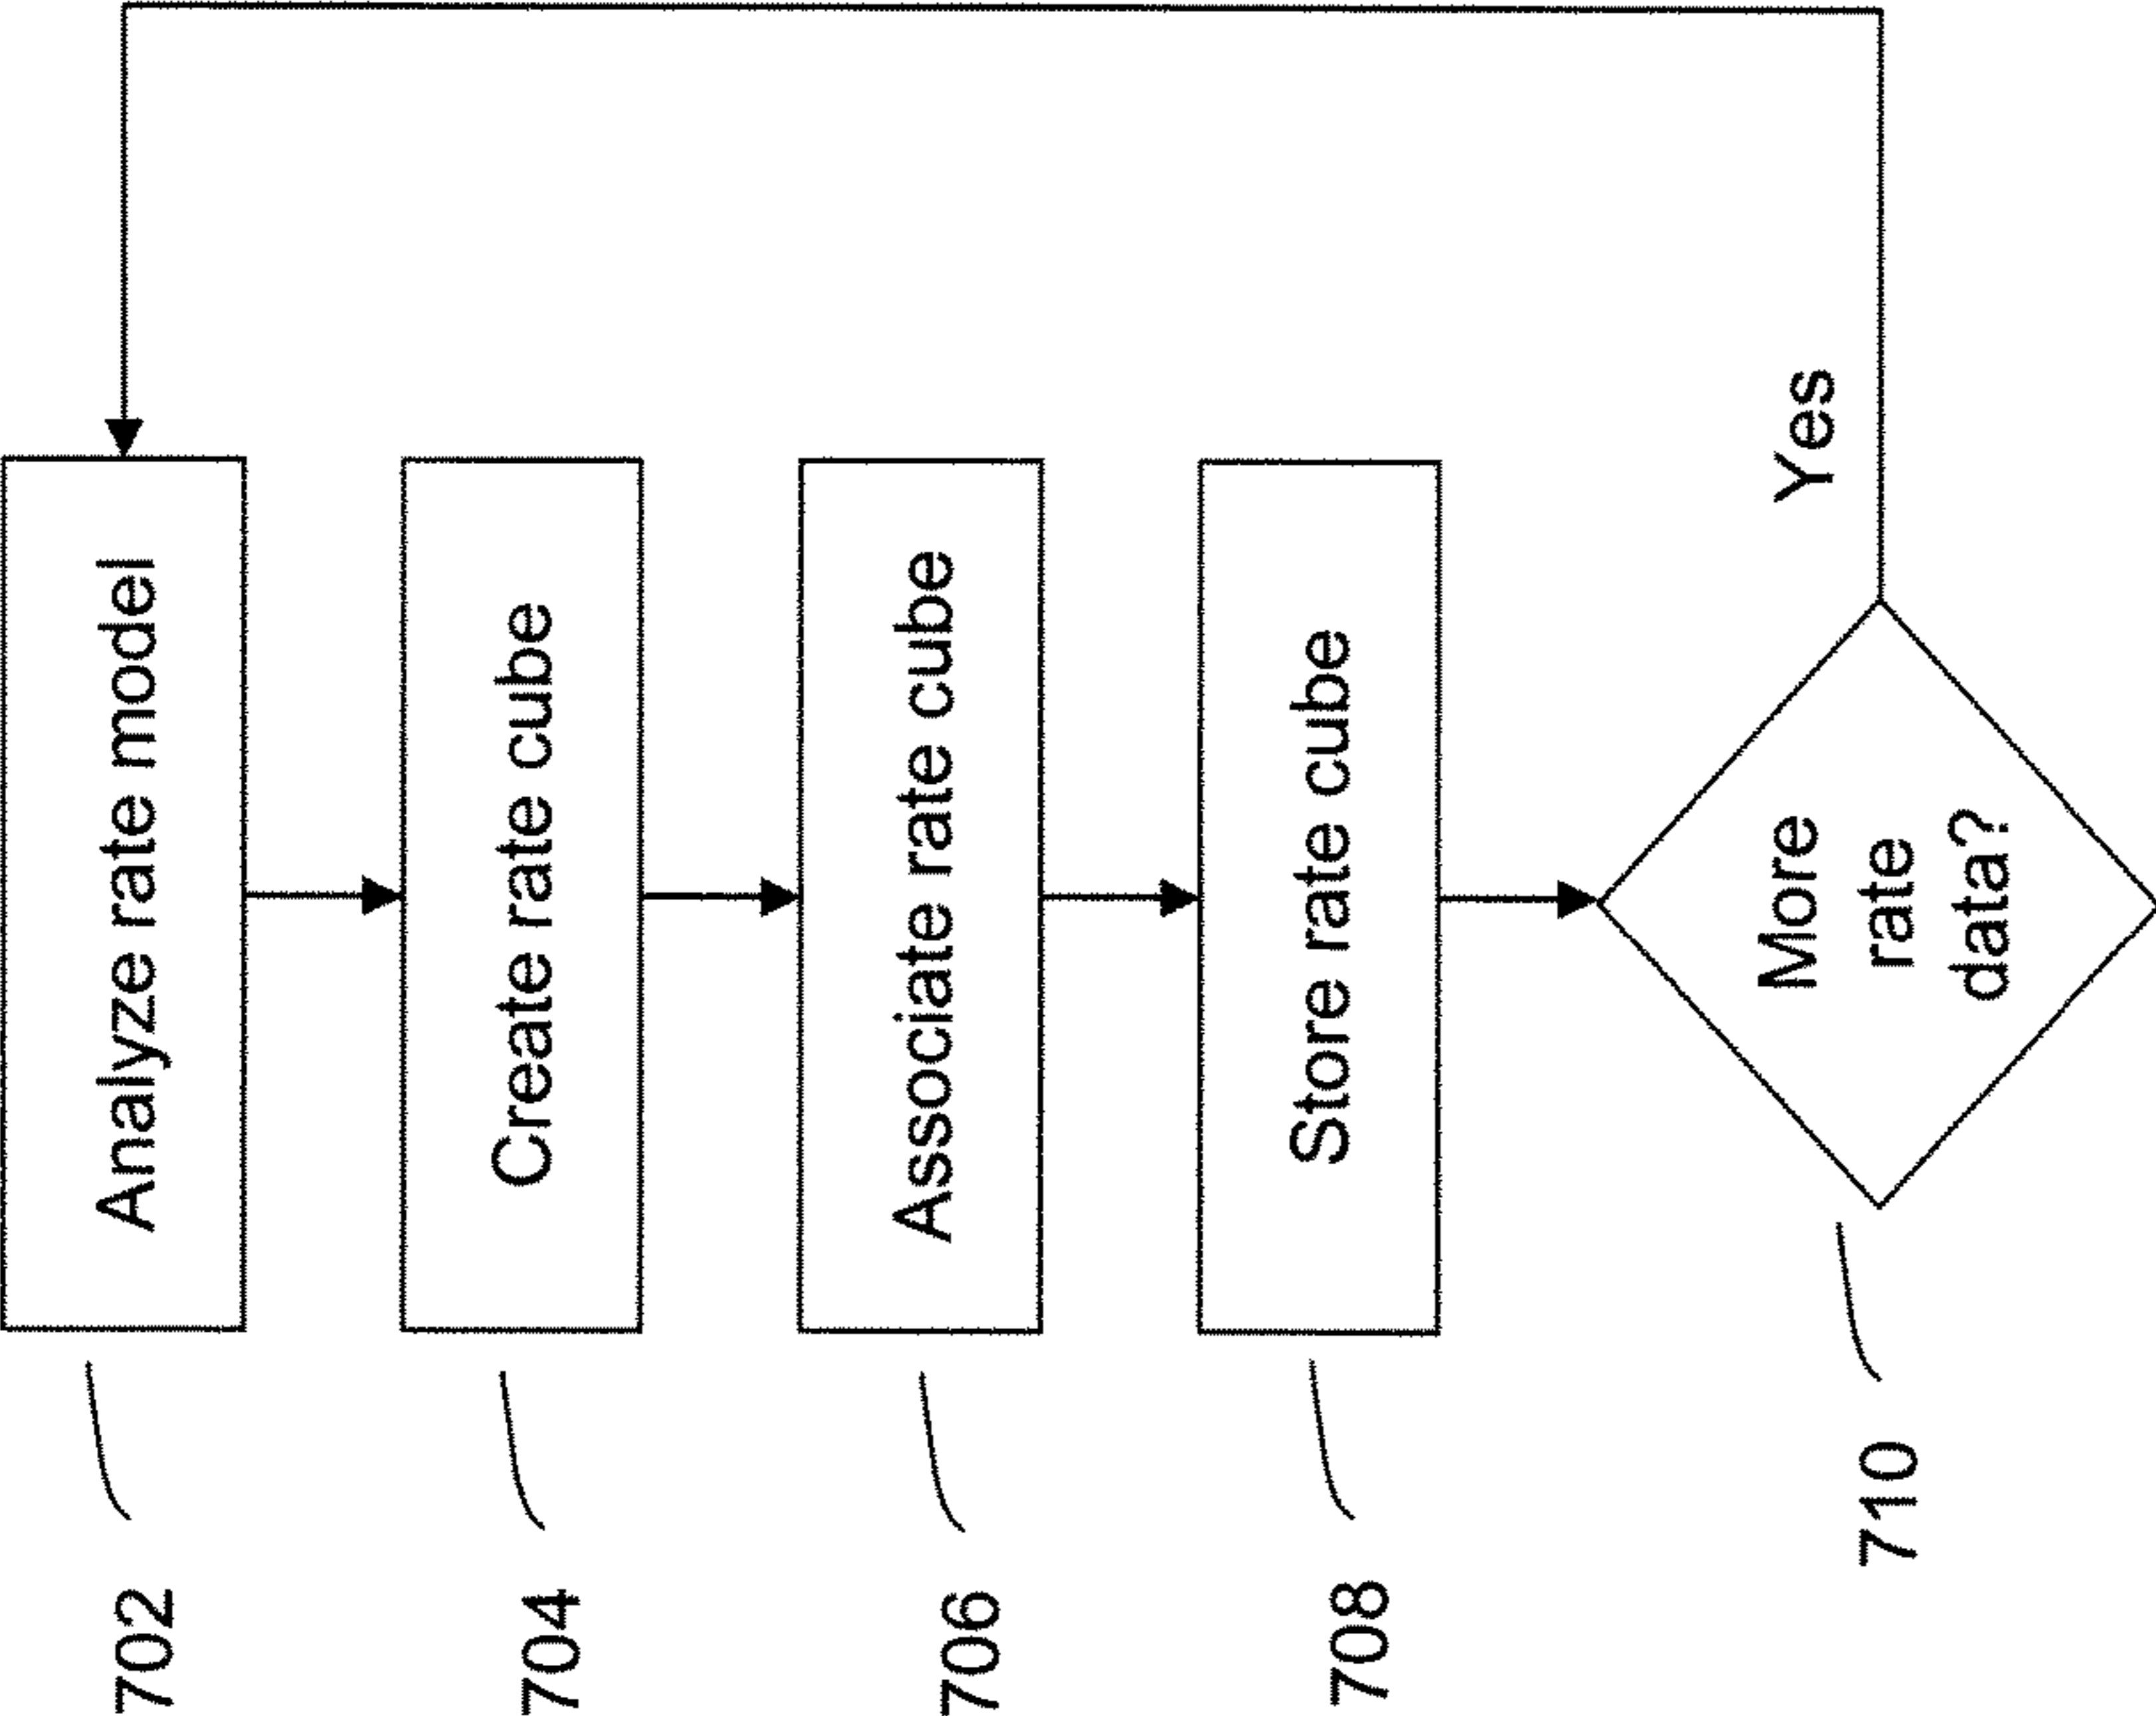 702
Analyze rate model
704
Create rate cube
706
Associate rate cube
708
Store rate cube
710
More
rate
data?
Yes